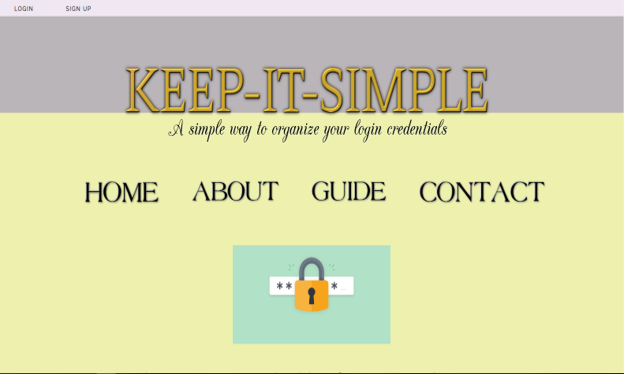 LOGIN SIGN UP
KEEP-IT-SIMPLE
A simple way to organize your login credentials
HOME ABOUT GUIDE CONTACT
** *